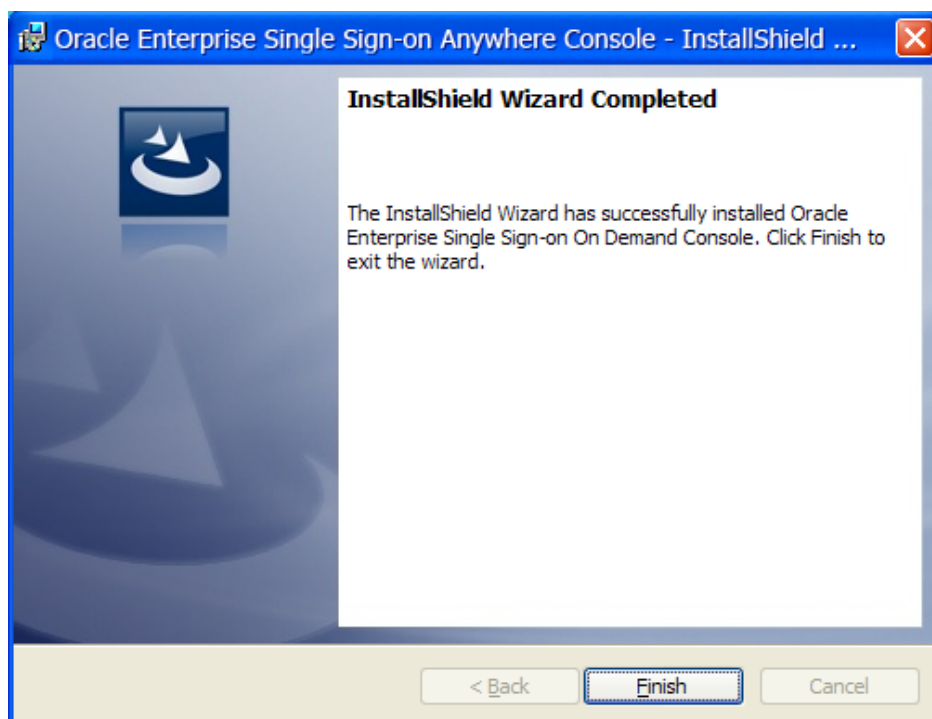 Oracle Enterprise Single Sign-on Anywhere Console - InstallShield ...
InstallShield Wizard Completed
The InstallShield Wizard has successfully installed Oracle
Enterprise Single Sign-on On Demand Console. Click Finish to
exit the wizard.
< Back
Finish
Cancel